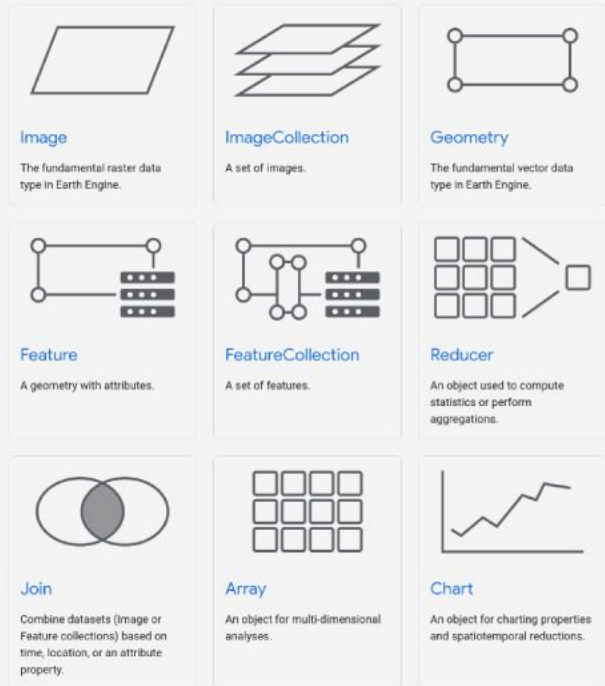 Image
The fundamental raster data
type in Earth Engine.
ImageCollection
A set of images.
Geometry
The fundamental vector data
type in Earth Engine.
Feature
A geometry with attributes.
FeatureCollection
A set of features.
Reducer
An object used to compute
statistics or perform
aggregations.
Join
Combine datasets (Image or
Feature collections) based on
time, location, or an attribute
property.
Array
An object for multi-dimensional
analyses.
Chart
An object for charting properties
and spatiotemporal reductions.